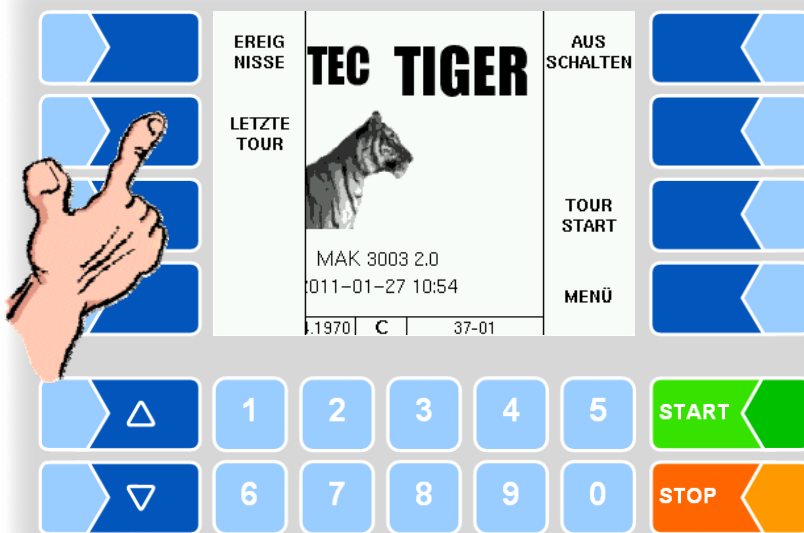 EREIG
NISSE
LETZTE
TOUR
TEC TIGER
MAK 3003 2.0
011-01-27 10:54
.1970 C 37-01
AUS
SCHALTEN
TOUR
START
MENÜ
1 2 3 4 5 START
6 7 8 9 0 STOP